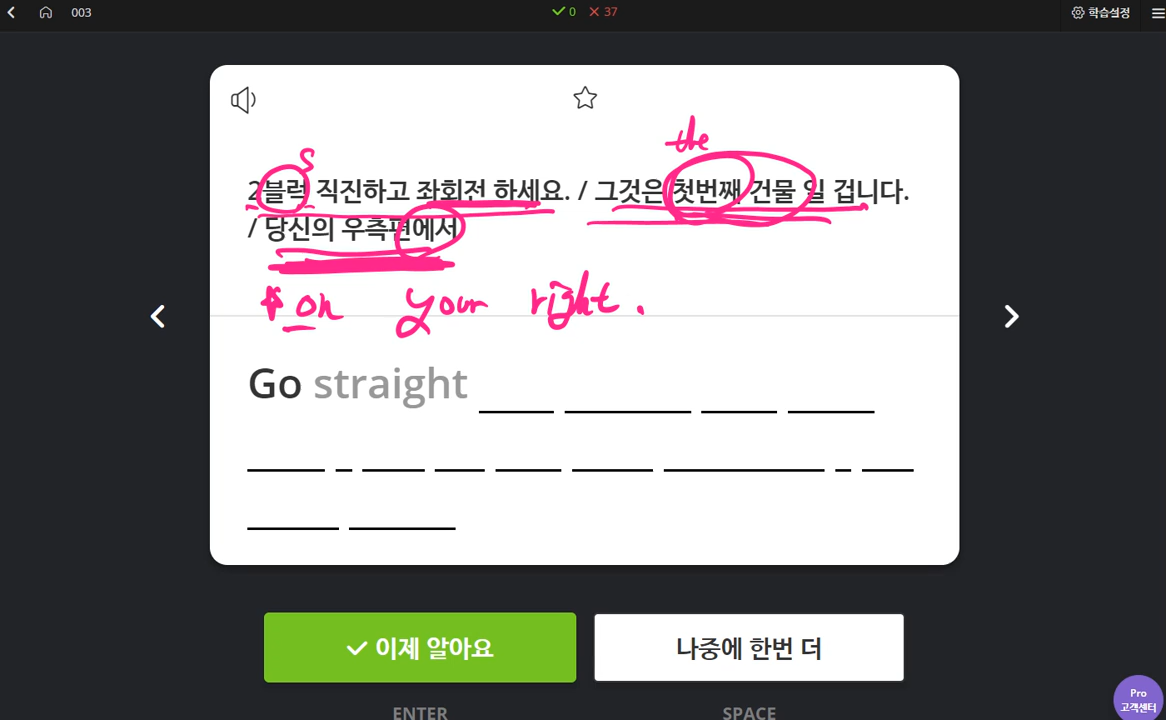 003 0 37 학습설정
the
s
2블럭 직진하고 좌회전 하세요. / 그것은 첫번째 건물 일 겁니다.
/ 당신의 우측편에서
on your right.
Go straight
이제 알아요 나중에 한번 더
ENTER SPACE
Pro
고객센터